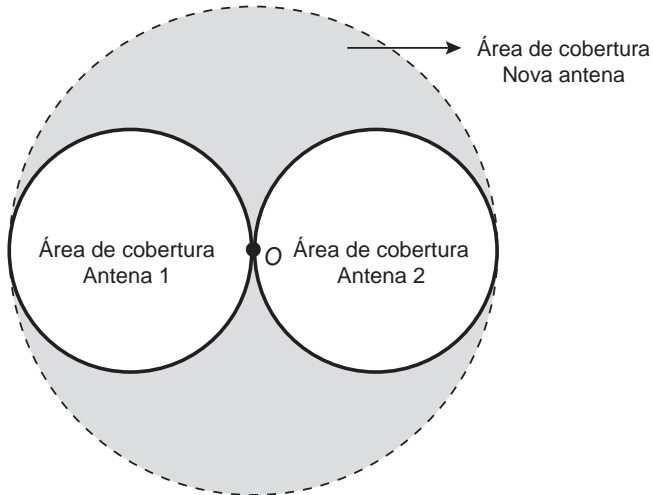 Área de cobertura
Nova antena
Área de cobertura
Antena 1
O
Área de cobertura
Antena 2